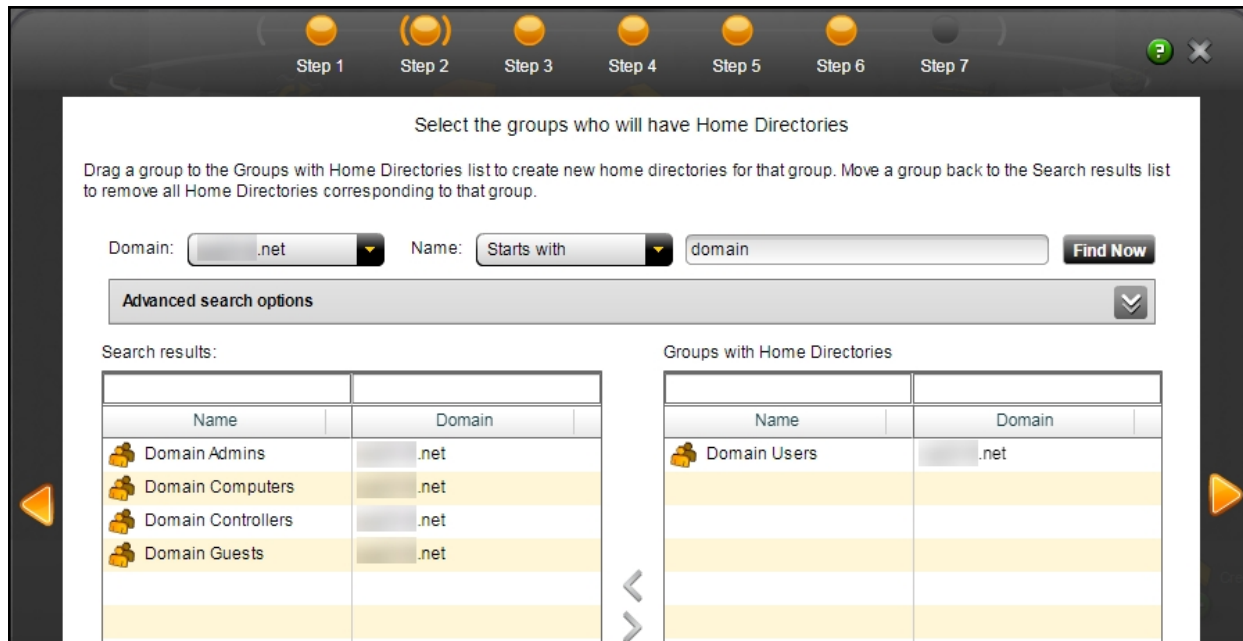 Step 1 Step 2 Step 3 Step 4 Step 5 Step 6 Step 7
Select the groups who will have Home Directories
Drag a group to the Groups with Home Directories list to create new home directories for that group. Move a group back to the Search results list
to remove all Home Directories corresponding to that group.
Domain: .net Name: Starts with domain Find Now
Advanced search options
Search results: Groups with Home Directories
Name Domain Name Domain
Domain Admins .net Domain Users .net
Domain Computers .net
Domain Controllers .net
Domain Guests .net